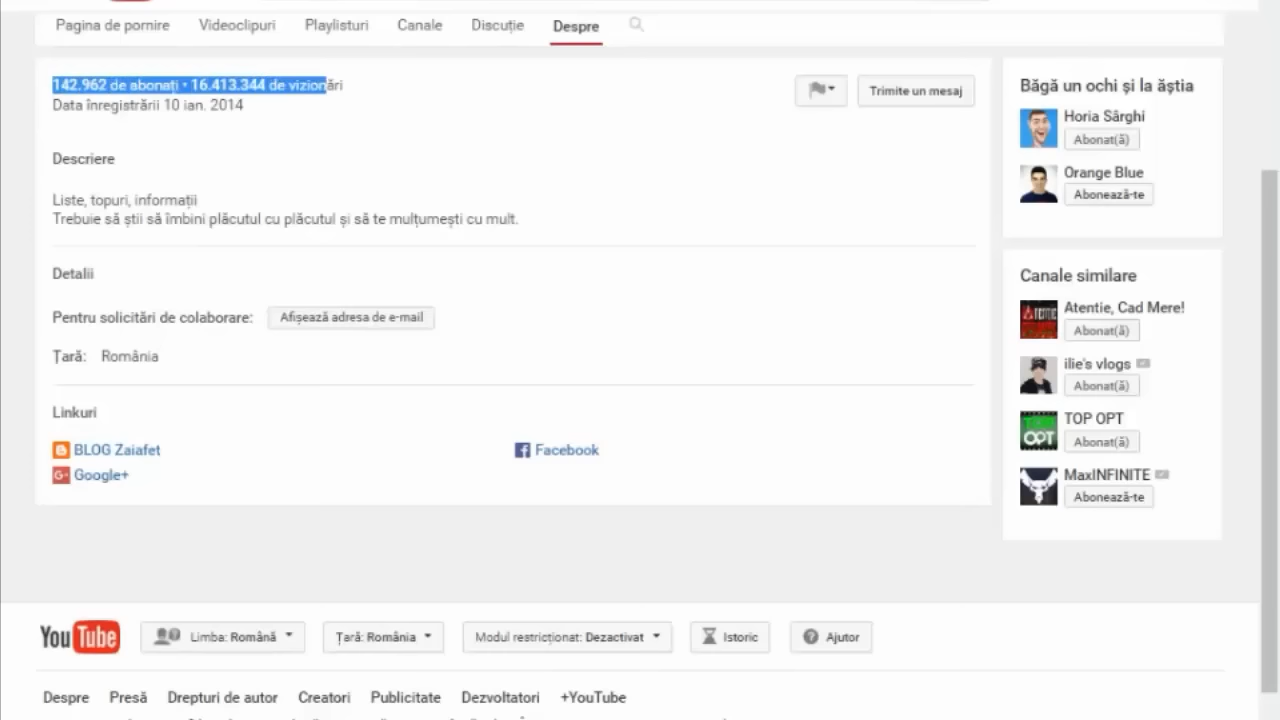 Pagina de pornire Videoclipuri Playlisturi Canale Discuție Despre
142.962 de abonați • 16.413.344 de vizionări
Data înregistrării 10 ian. 2014
Trimite un mesaj
Descriere
Liste, topuri, informații
Trebuie să știi să îmbini plăcutul cu plăcutul și să te mulțumești cu mult.
Detalii
Pentru solicitări de colaborare: Afișează adresa de e-mail
Țară: România
Linkuri
BLOG Zaiafet
Facebook
Google+
Băgă un ochi și la ăștia
Horia Sârghi
Abonat(ă)
Orange Blue
Abonează-te
Canale similare
Atentie, Cad Mere!
Abonat(ă)
ilie's vlogs
Abonat(ă)
TOP OPT
Abonat(ă)
MaxINFINITE
Abonează-te
YouTube Limba: Română Țară: România Modul restricționat: Dezactivat Istoric Ajutor
Despre Presă Drepturi de autor Creatori Publicitate Dezvoltatori +YouTube